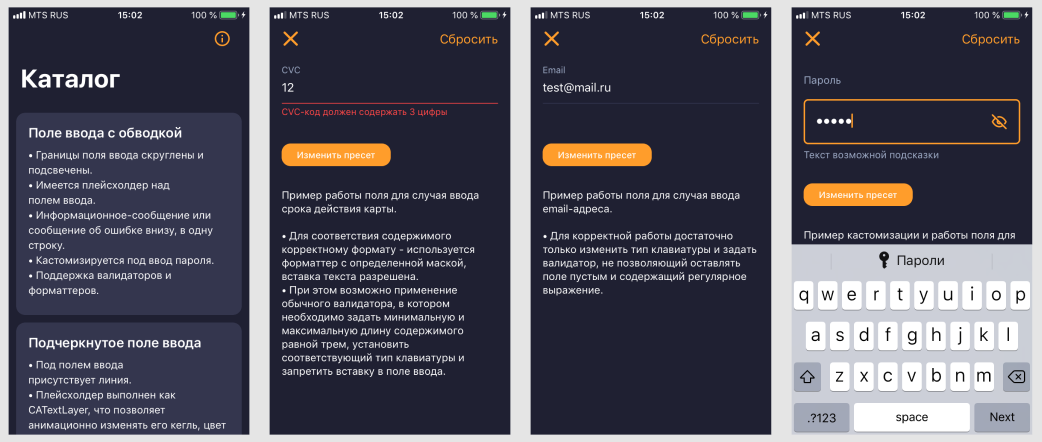 MTS RUS 15:02 100 %
Каталог
Поле ввода с обводкой
• Границы поля ввода скруглены и
подсвечены.
• Имеется плейсхолдер над
полем ввода.
• Информационное-сообщение или
сообщение об ошибке внизу, в одну
строку.
• Кастомизируется под ввод пароля.
• Поддержка валидаторов и
форматтеров.
Подчеркнутое поле ввода
• Под полем ввода
присутствует линия.
• Плейсхолдер выполнен как
CATextLayer, что позволяет
анимационно изменять его кегль, цвет
MTS RUS 15:02 100 %
Сбросить
CVC
12
CVC-код должен содержать 3 цифры
Изменить пресет
Пример работы поля для случая ввода
срока действия карты.
• Для соответствия содержимого
корректному формату - используется
форматтер с определенной маской,
вставка текста разрешена.
• При этом возможно применение
обычного валидатора, в котором
необходимо задать минимальную и
максимальную длину содержимого
равной трем, установить
соответствующий тип клавиатуры и
запретить вставку в поле ввода.
MTS RUS 15:02 100 %
Сбросить
Email
test@mail.ru
Изменить пресет
Пример работы поля для случая ввода
email-адреса.
• Для корректной работы достаточно
только изменить тип клавиатуры и задать
валидатор, не позволяющий оставлять
поле пустым и содержащий регулярное
выражение.
MTS RUS 15:02 100 %
Сбросить
Пароль
•••••
Текст возможной подсказки
Изменить пресет
Пример кастомизации и работы поля для
Пароли
q w e r t y u i o p
a s d f g h j k l
z x c v b n m
.?123 space Next